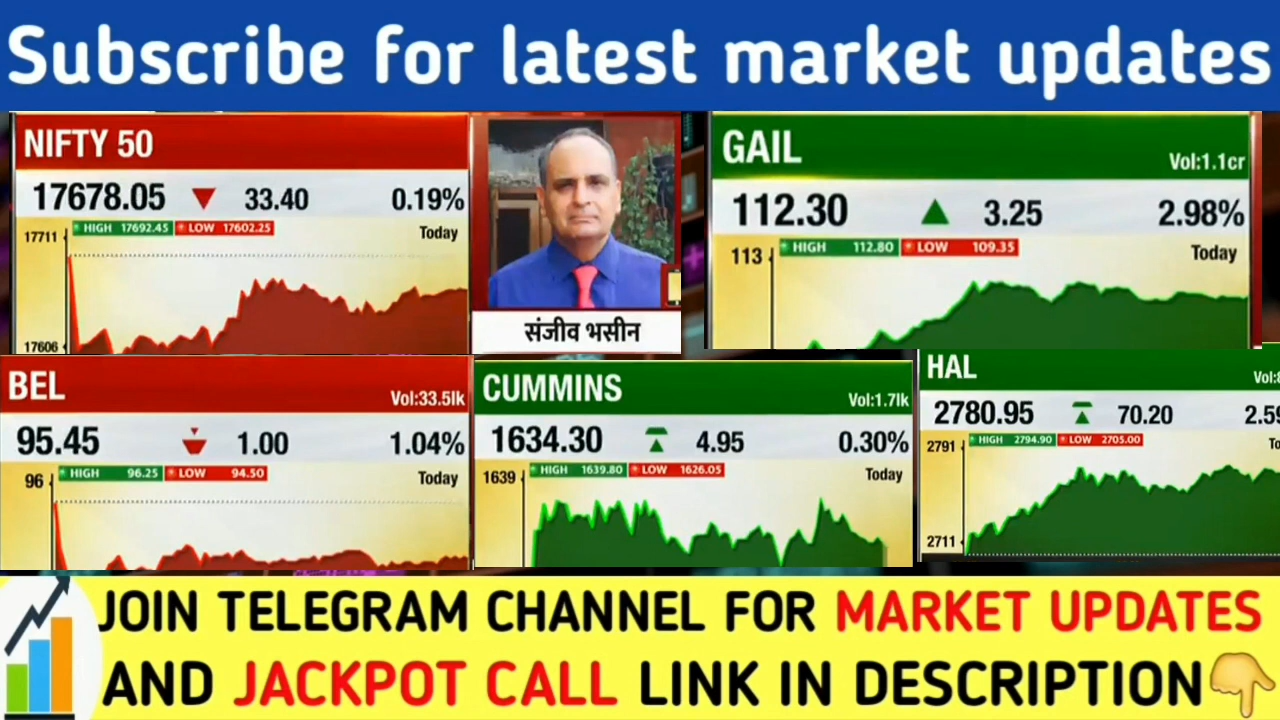 Subscribe for latest market updates
NIFTY 50
17678.05 ▼ 33.40 0.19%
HIGH 17692.45 LOW 17602.25
Today
17711
17606
संजीव भसीन
GAIL
Vol:1.1cr
112.30 ▲ 3.25 2.98%
HIGH 112.80 LOW 109.35
Today
113
BEL
Vol:33.5lk
95.45 1.00 1.04%
HIGH 96.25 LOW 94.50
Today
96
CUMMINS
Vol:1.7lk
1634.30 4.95 0.30%
HIGH 1639.80 LOW 1626.05
Today
1639
HAL
Vol:
2780.95 70.20 2.5
HIGH 2794.90 LOW 2705.00
2791
2711
JOIN TELEGRAM CHANNEL FOR MARKET UPDATES
AND JACKPOT CALL LINK IN DESCRIPTION👇